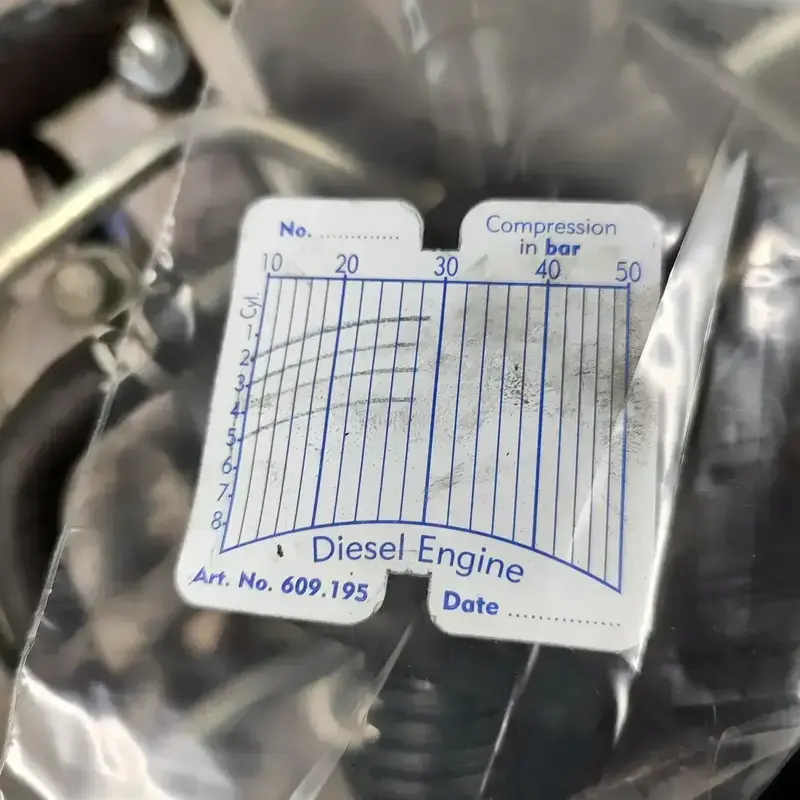 No. ..............
Compression
in bar
10 20 30 40 50
Cyl.
1
2
3
4
5
6
7
8
Diesel Engine
Art. No. 609.195
Date ....................